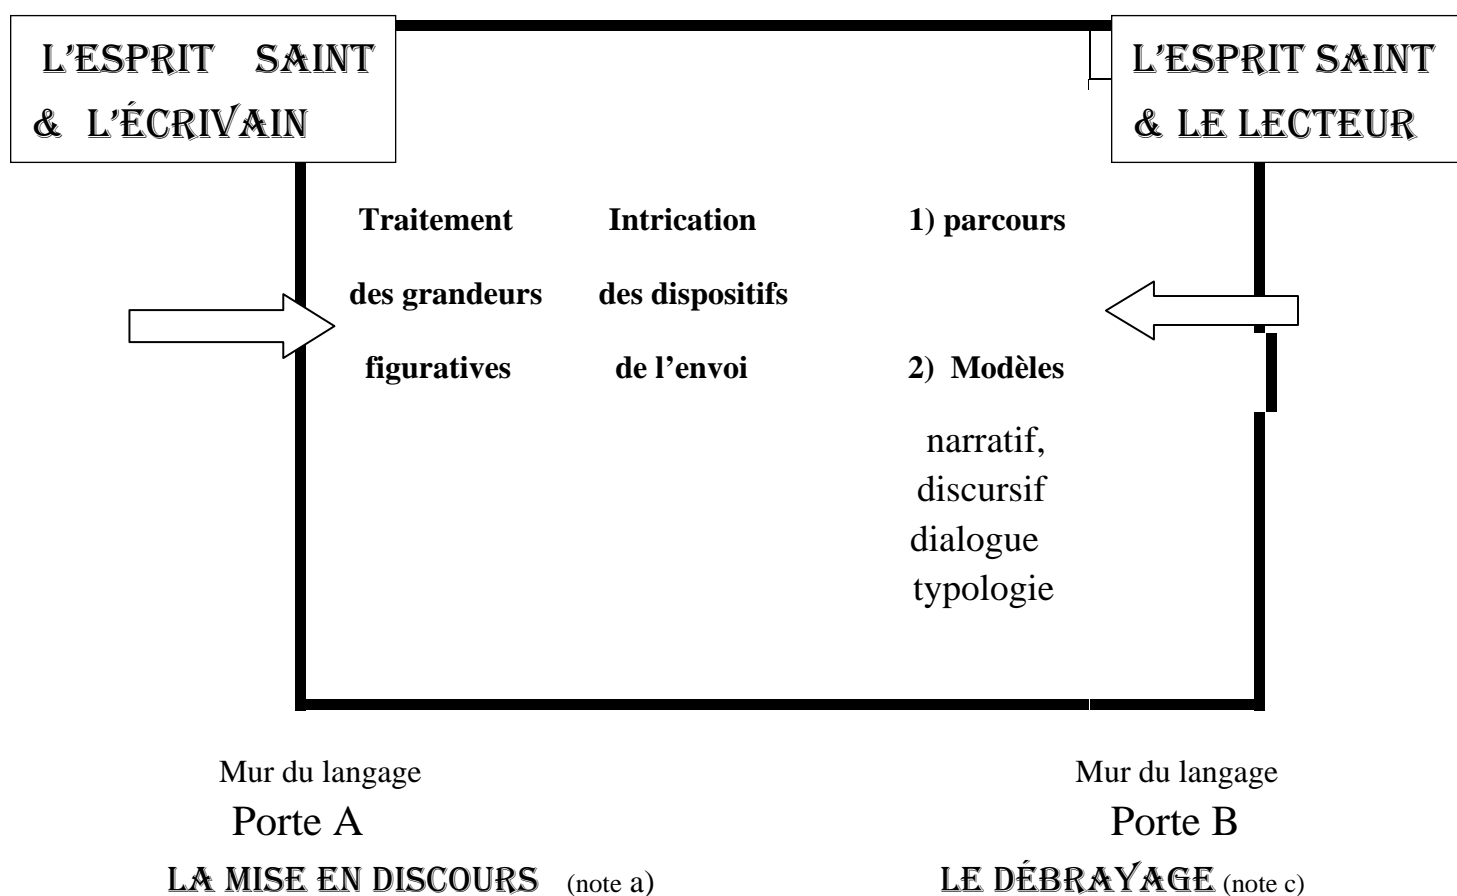 L'ESPRIT SAINT
& L'ÉCRIVAIN
L'ESPRIT SAINT
& LE LECTEUR
Traitement
des grandeurs
figuratives
Intrication
des dispositifs
de l'envoi
1) parcours
2) Modèles
narratif,
discursif
dialogue
typologie
Mur du langage
Porte A
LA MISE EN DISCOURS (note a)
Mur du langage
Porte B
LE DÉBRAYAGE (note c)